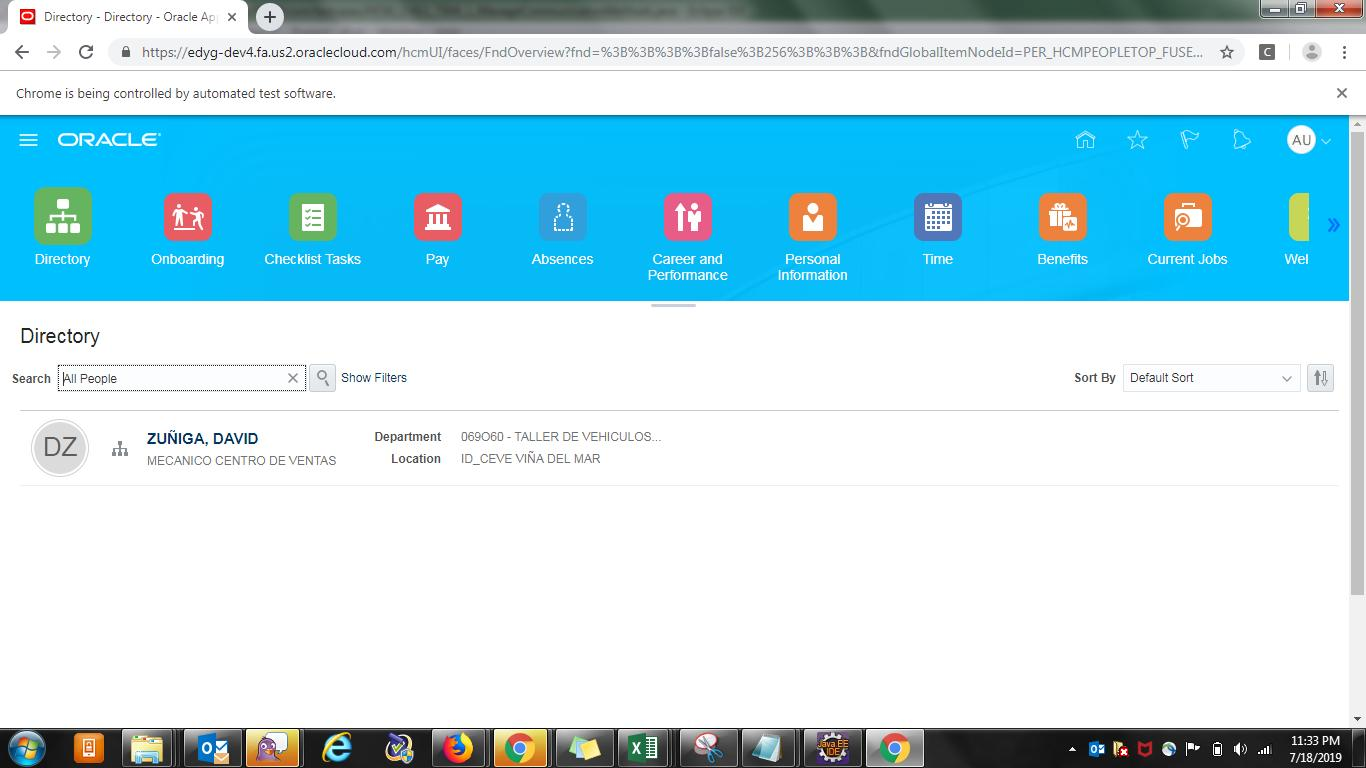 Directory - Directory - Oracle Ap
https://edyg-dev4.fa.us2.oraclecloud.com/hcmUI/faces/FndOverview?fnd=%3B%3B%3B%3Bfalse%3B256%3B%3B%3B&fndGlobalItemNodeId=PER_HCMPEOPLETOP_FUSE...
C
Chrome is being controlled by automated test software.
ORACLE
AU
Directory
Onboarding
Checklist Tasks
Pay
Absences
Career and
Performance
Personal
Information
Time
Benefits
Current Jobs
Wel
Directory
Search
All People
Show Filters
Sort By
Default Sort
DZ
ZUÑIGA, DAVID
MECANICO CENTRO DE VENTAS
Department
069O60 - TALLER DE VEHICULOS...
Location
ID_CEVE VIÑA DEL MAR
Java EE
IDE
11:33 PM
7/18/2019